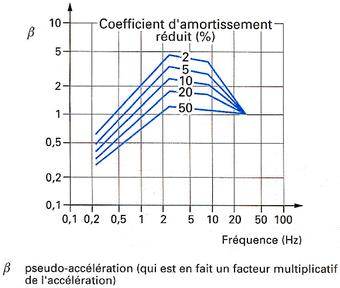 Coefficient d'amortissement
réduit (%)
β
10
5
2
1
0,5
0,2
0,1
2
5
10
20
50
0,1 0,2 0,5 1 2 5 10 20 50 100
Fréquence (Hz)
β pseudo-accélération (qui est en fait un facteur multiplicatif
de l'accélération)